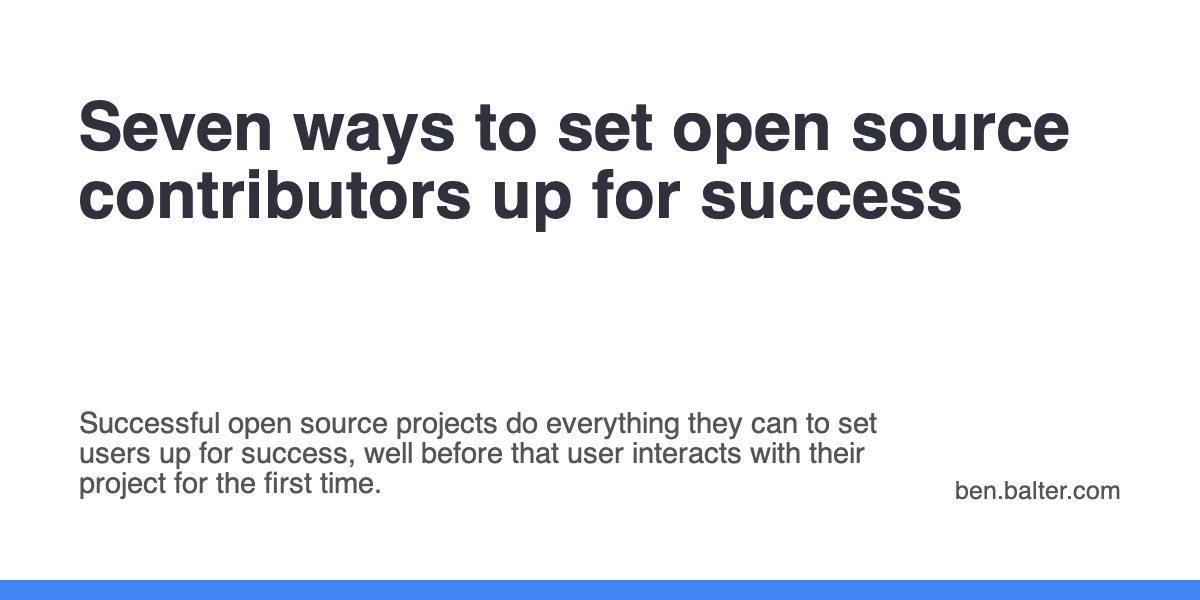 Seven ways to set open source
contributors up for success
Successful open source projects do everything they can to set
users up for success, well before that user interacts with their
project for the first time.
ben.balter.com